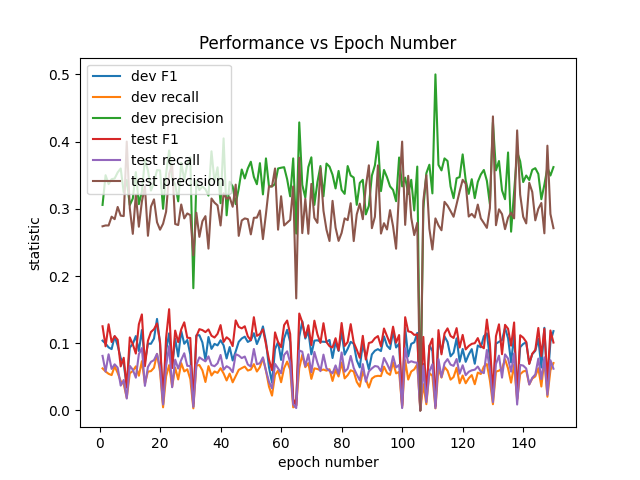 Performance vs Epoch Number
dev F1
dev recall
dev precision
test F1
test recall
test precision
0.5
0.4
0.3
0.2
0.1
0.0
statistic
0 20 40 60 80 100 120 140
epoch number